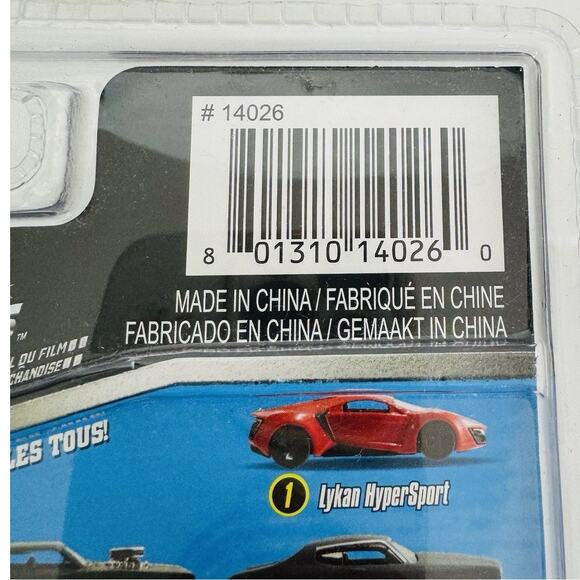 # 14026
8 01310 14026 0
MADE IN CHINA / FABRIQUÉ EN CHINE
FABRICADO EN CHINA / GEMAAKT IN CHINA
™
DU FILM
LES TOUS!
1 Lykan HyperSport